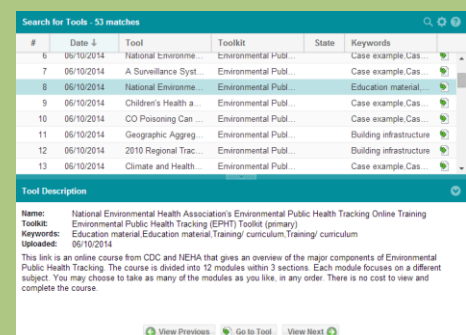 Search for Tools - 53 matches
# Date ↓ Tool Toolkit State Keywords
6 06/10/2014 National Environme... Environmental Publ... Case example,Cas...
7 06/10/2014 A Surveillance Syst... Environmental Publ... Case example,Cas...
8 06/10/2014 National Environme... Environmental Publ... Education material,...
9 06/10/2014 Children's Health a... Environmental Publ... Case example,Cas...
10 06/10/2014 CO Poisoning Can ... Environmental Publ... Case example,Cas...
11 06/10/2014 Geographic Aggreg... Environmental Publ... Building infrastructure
12 06/10/2014 2010 Regional Trac... Environmental Publ... Building infrastructure
13 06/10/2014 Climate and Health... Environmental Publ... Case example,Cas...
Tool Description
Name: National Environmental Health Association's Environmental Public Health Tracking Online Training
Toolkit: Environmental Public Health Tracking (EPHT) Toolkit (primary)
Keywords: Education material,Education material,Training/ curriculum,Training/ curriculum
Uploaded: 06/10/2014
This link is an online course from CDC and NEHA that gives an overview of the major components of Environmental
Public Health Tracking. The course is divided into 12 modules within 3 sections. Each module focuses on a different
subject. You may choose to take as many of the modules as you like, in any order. There is no cost to view and
complete the course.
View Previous Go to Tool View Next